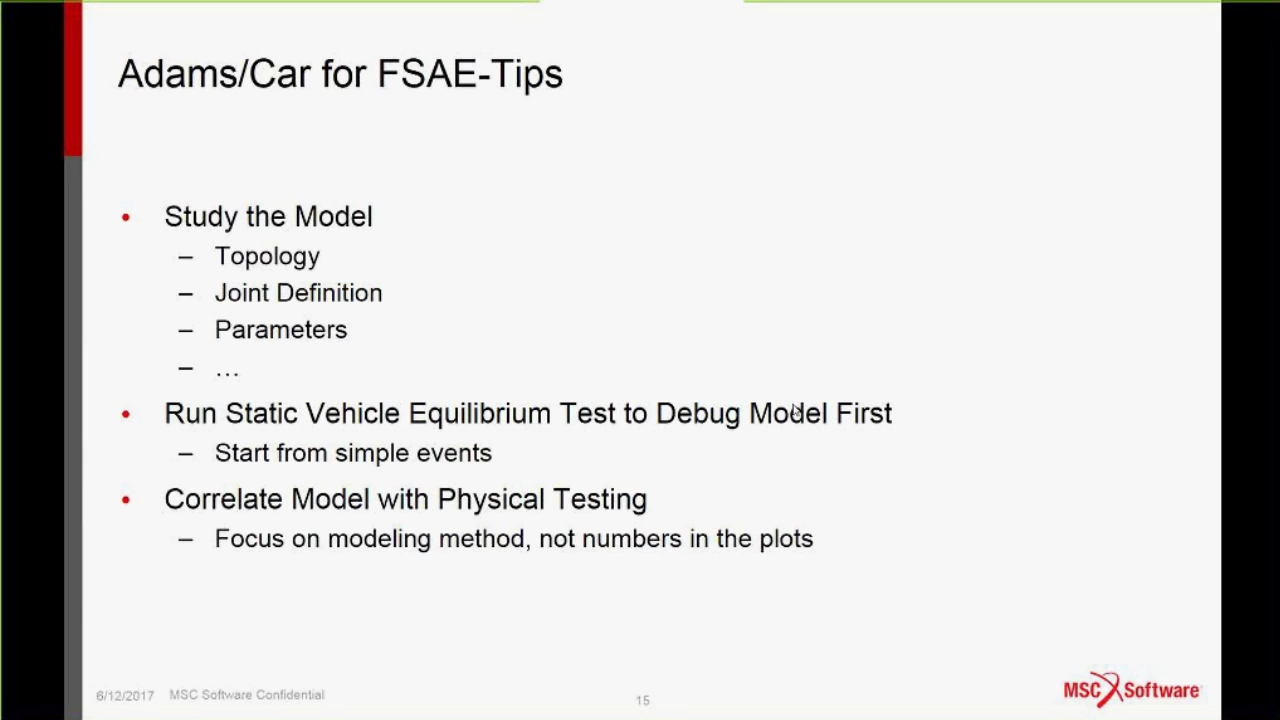 Adams/Car for FSAE-Tips
• Study the Model
– Topology
– Joint Definition
– Parameters
– …
• Run Static Vehicle Equilibrium Test to Debug Model First
– Start from simple events
• Correlate Model with Physical Testing
– Focus on modeling method, not numbers in the plots
6/12/2017 MSC Software Confidential
15
MSC Software